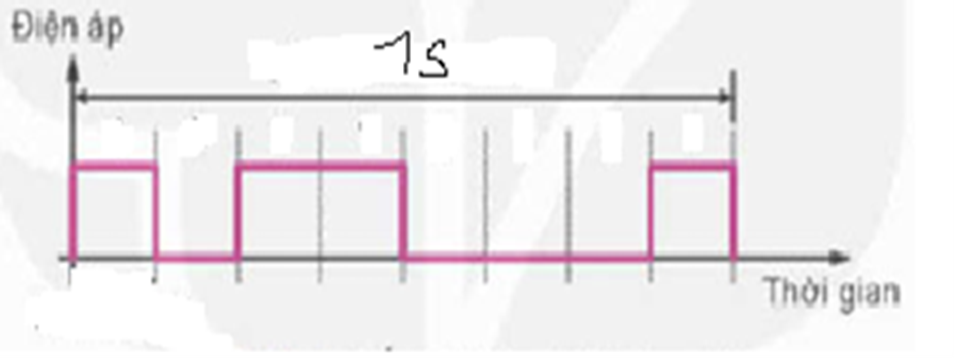 Điện áp
1s
Thời gian